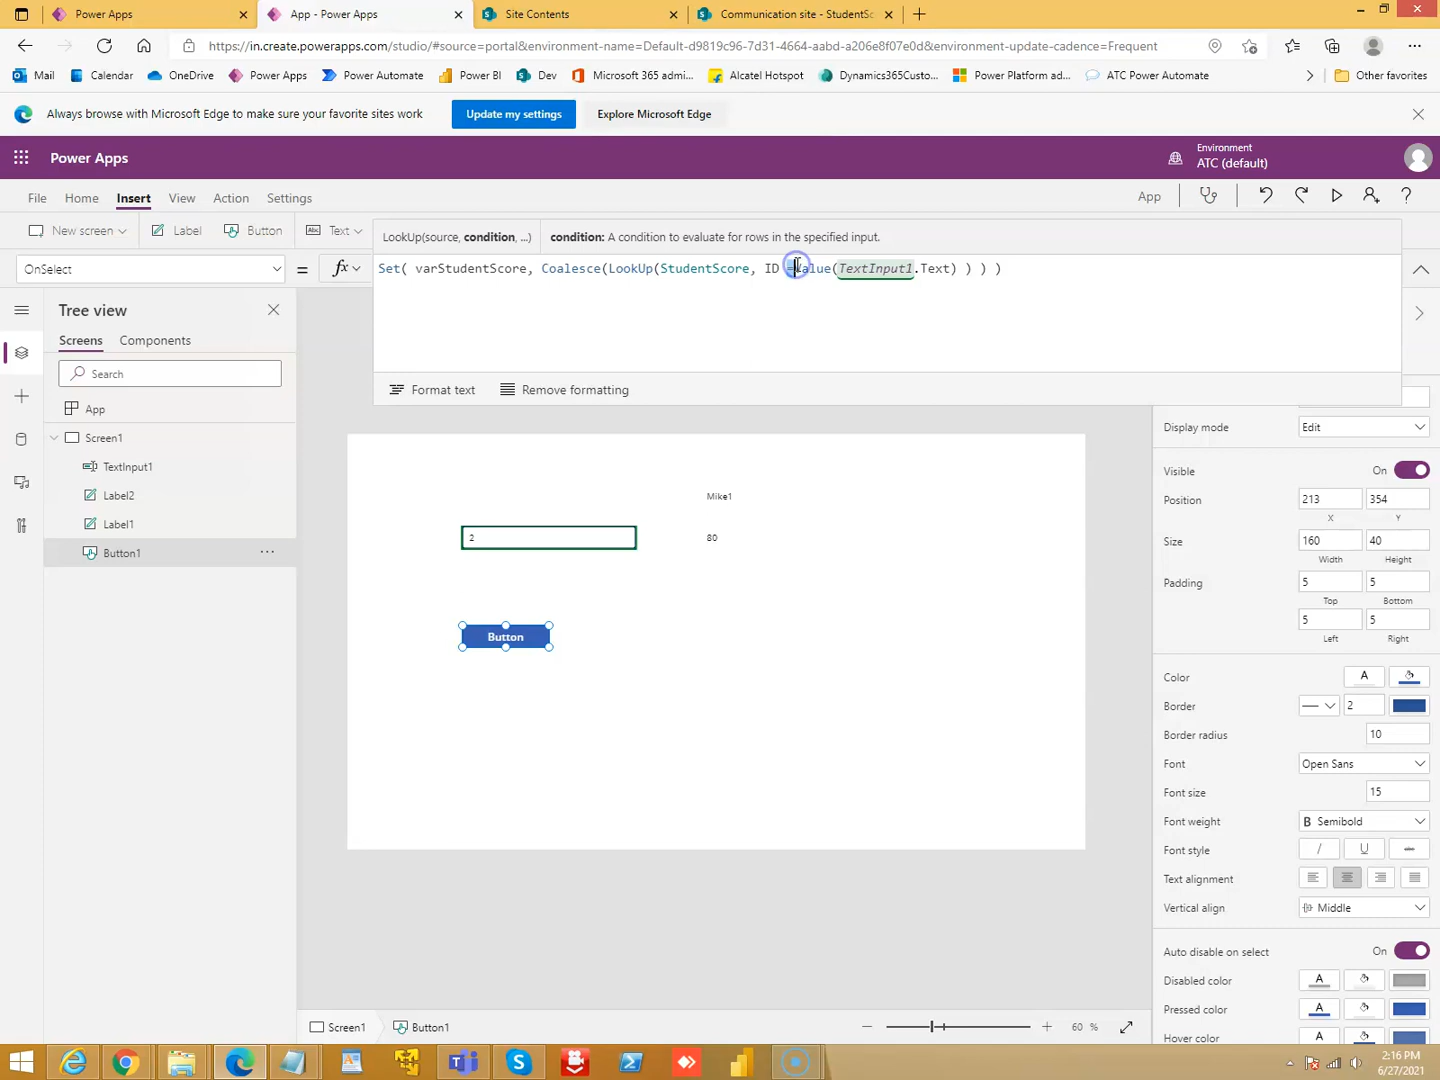 Power Apps
App - Power Apps
Site Contents
Communication site - StudentSc
https://in.create.powerapps.com/studio/#source=portal&environment-name=Default-d9819c96-7d31-4664-aabd-a206e8f07e0d&environment-update-cadence=Frequent
Mail
Calendar
OneDrive
Power Apps
Power Automate
Power BI
Dev
Microsoft 365 admi...
Alcatel Hotspot
Dynamics365Custo...
Power Platform ad...
ATC Power Automate
Other favorites
Always browse with Microsoft Edge to make sure your favorite sites work
Update my settings
Explore Microsoft Edge
Power Apps
Environment
ATC (default)
File
Home
Insert
View
Action
Settings
App
New screen
Label
Button
Text
LookUp(source, condition, ...)
condition: A condition to evaluate for rows in the specified input.
OnSelect
=
fx
Set( varStudentScore, Coalesce(LookUp(StudentScore, ID =Value(TextInput1.Text) ) ) )
Format text
Remove formatting
Tree view
Screens
Components
Search
App
Screen1
TextInput1
Label2
Label1
Button1
Mike1
2
80
Button
Display mode
Edit
Visible
On
Position
213
354
X
Y
Size
160
40
Width
Height
Padding
5
5
Top
Bottom
5
5
Left
Right
Color
Border
2
Border radius
10
Font
Open Sans
Font size
15
Font weight
B Semibold
Font style
Text alignment
Vertical align
Middle
Auto disable on select
On
Disabled color
Pressed color
Hover color
Screen1
Button1
60 %
2:16 PM
6/27/2021